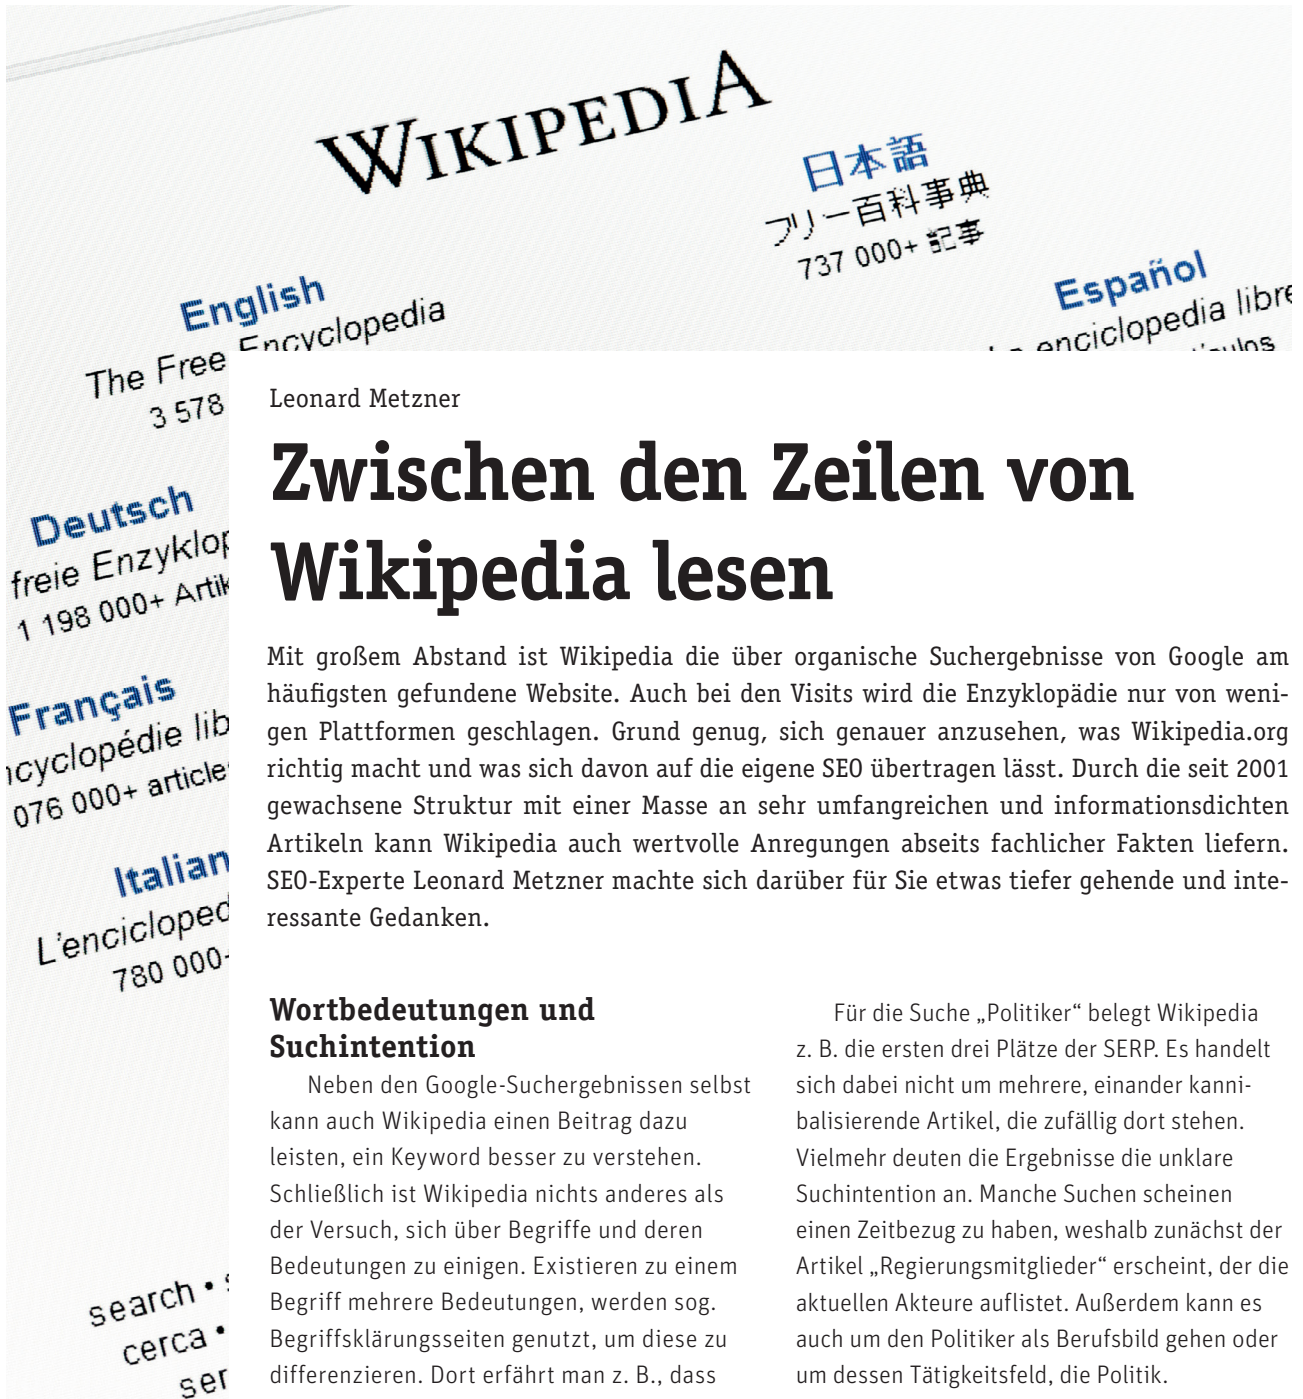 WIKIPEDIA
日本語
フリー百科事典
737 000+ 記事
English
The Free Encyclopedia
3 578
Español
enciclopedia libre
Deutsch
freie
1 198 000+
Français
076 000+
Italian
780 000+
search •
cerca •
Leonard Metzner
Zwischen den Zeilen von
Wikipedia lesen
Mit großem Abstand ist Wikipedia die über organische Suchergebnisse von Google am
häufigsten gefundene Website. Auch bei den Visits wird die Enzyklopädie nur von weni-
gen Plattformen geschlagen. Grund genug, sich genauer anzusehen, was Wikipedia.org
richtig macht und was sich davon auf die eigene SEO übertragen lässt. Durch die seit 2001
gewachsene Struktur mit einer Masse an sehr umfangreichen und informationsdichten
Artikeln kann Wikipedia auch wertvolle Anregungen abseits fachlicher Fakten liefern.
SEO-Experte Leonard Metzner machte sich darüber für Sie etwas tiefer gehende und inte-
ressante Gedanken.
Wortbedeutungen und
Suchintention
Neben den Google-Suchergebnissen selbst
kann auch Wikipedia einen Beitrag dazu
leisten, ein Keyword besser zu verstehen.
Schließlich ist Wikipedia nichts anderes als
der Versuch, sich über Begriffe und deren
Bedeutungen zu einigen. Existieren zu einem
Begriff mehrere Bedeutungen, werden sog.
Begriffsklärungsseiten genutzt, um diese zu
differenzieren. Dort erfährt man z. B., dass
Für die Suche „Politiker“ belegt Wikipedia
z. B. die ersten drei Plätze der SERP. Es handelt
sich dabei nicht um mehrere, einander kanni-
balisierende Artikel, die zufällig dort stehen.
Vielmehr deuten die Ergebnisse die unklare
Suchintention an. Manche Suchen scheinen
einen Zeitbezug zu haben, weshalb zunächst der
Artikel „Regierungsmitglieder“ erscheint, der die
aktuellen Akteure auflistet. Außerdem kann es
auch um den Politiker als Berufsbild gehen oder
um dessen Tätigkeitsfeld, die Politik.